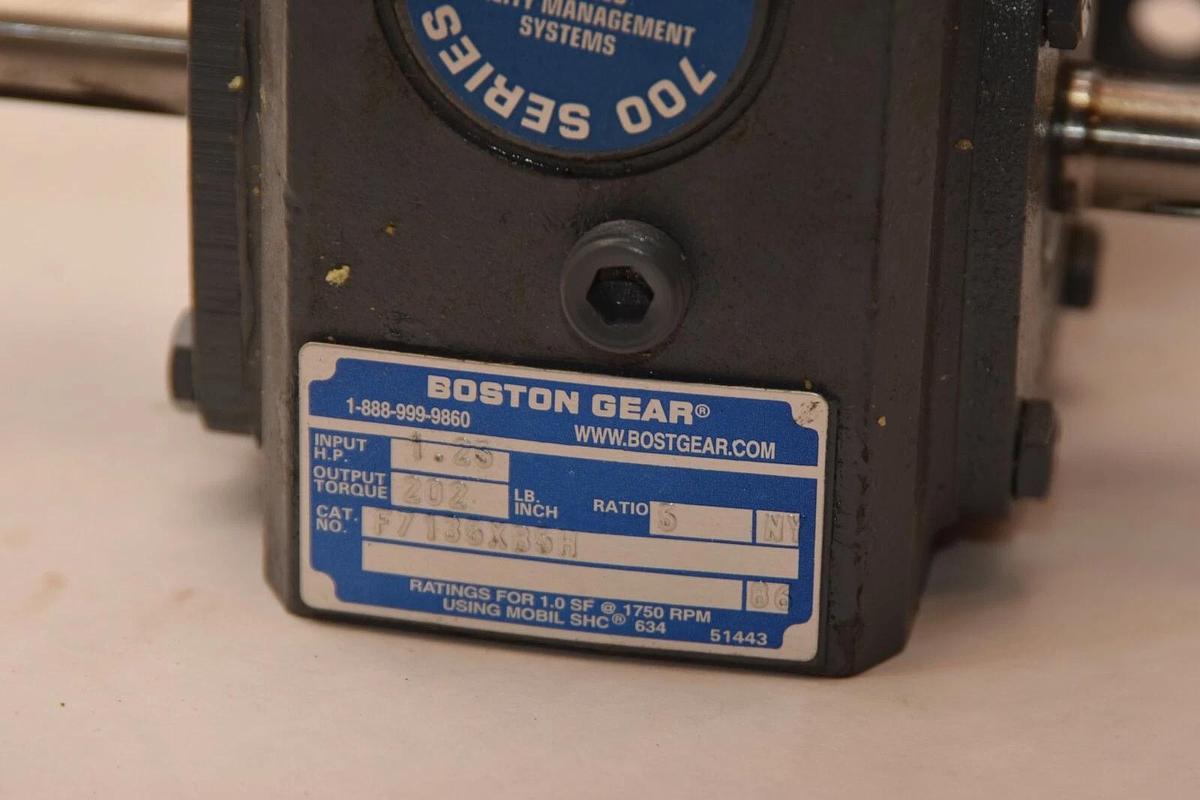 ITY MANAGEMENT
SYSTEMS
700 SERIES
BOSTON GEAR®
1-888-999-9860
WWW.BOSTGEAR.COM
INPUT H.P. 1.25
OUTPUT TORQUE 202 LB. INCH RATIO 5 NY
CAT. NO.
B6
RATINGS FOR 1.0 SF @ 1750 RPM
USING MOBIL SHC® 634
51443